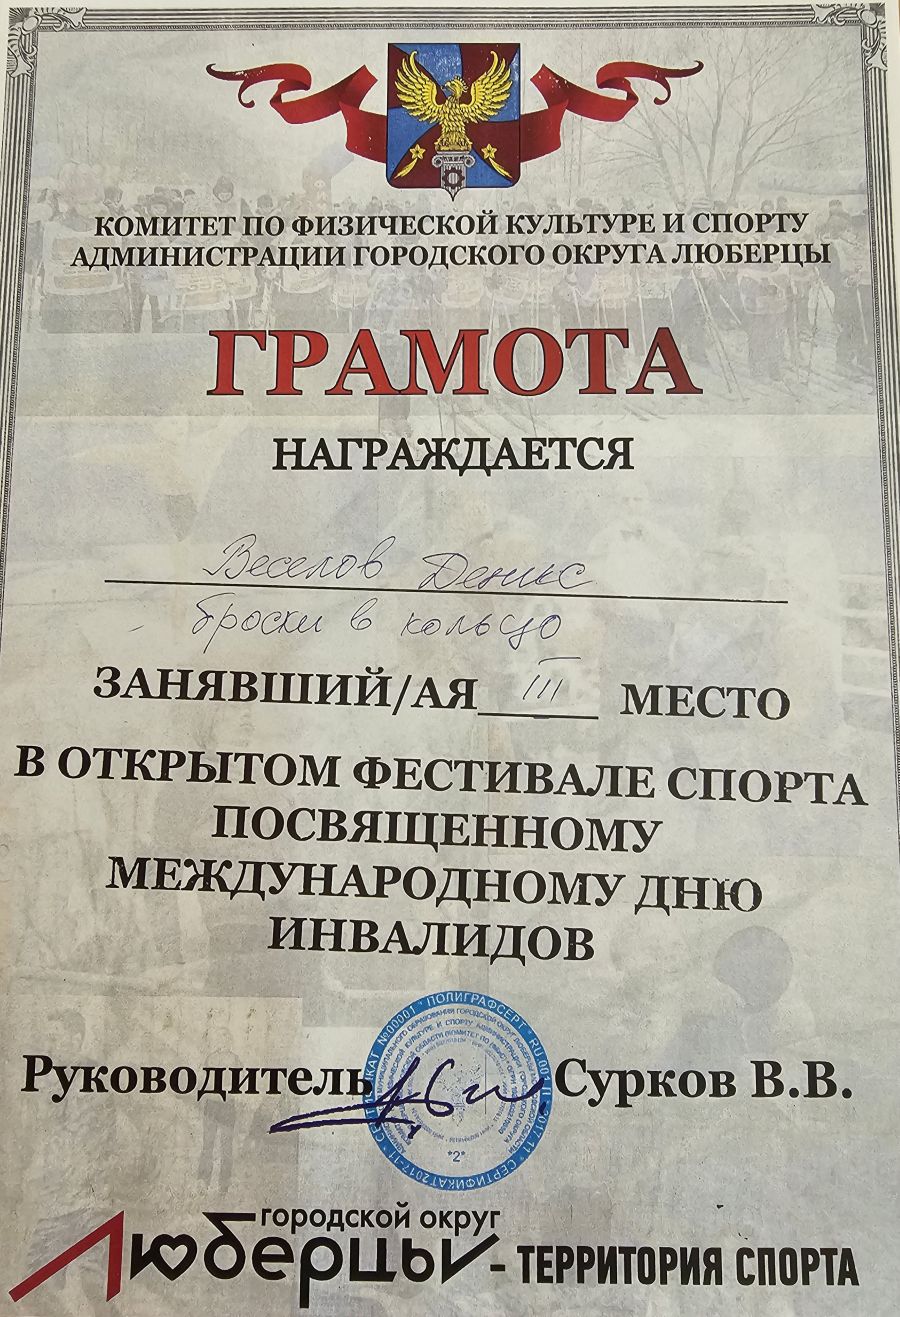 КОМИТЕТ ПО ФИЗИЧЕСКОЙ КУЛЬТУРЕ И СПОРТУ
АДМИНИСТРАЦИИ ГОРОДСКОГО ОКРУГА ЛЮБЕРЦЫ
ГРАМОТА
НАГРАЖДАЕТСЯ
Веселов Денис
броски в кольцо
ЗАНЯВШИЙ/АЯ III МЕСТО
В ОТКРЫТОМ ФЕСТИВАЛЕ СПОРТА
ПОСВЯЩЕННОМУ
МЕЖДУНАРОДНОМУ ДНЮ
ИНВАЛИДОВ
Руководитель Сурков В.В.
городской округ
Люберцы - ТЕРРИТОРИЯ СПОРТА